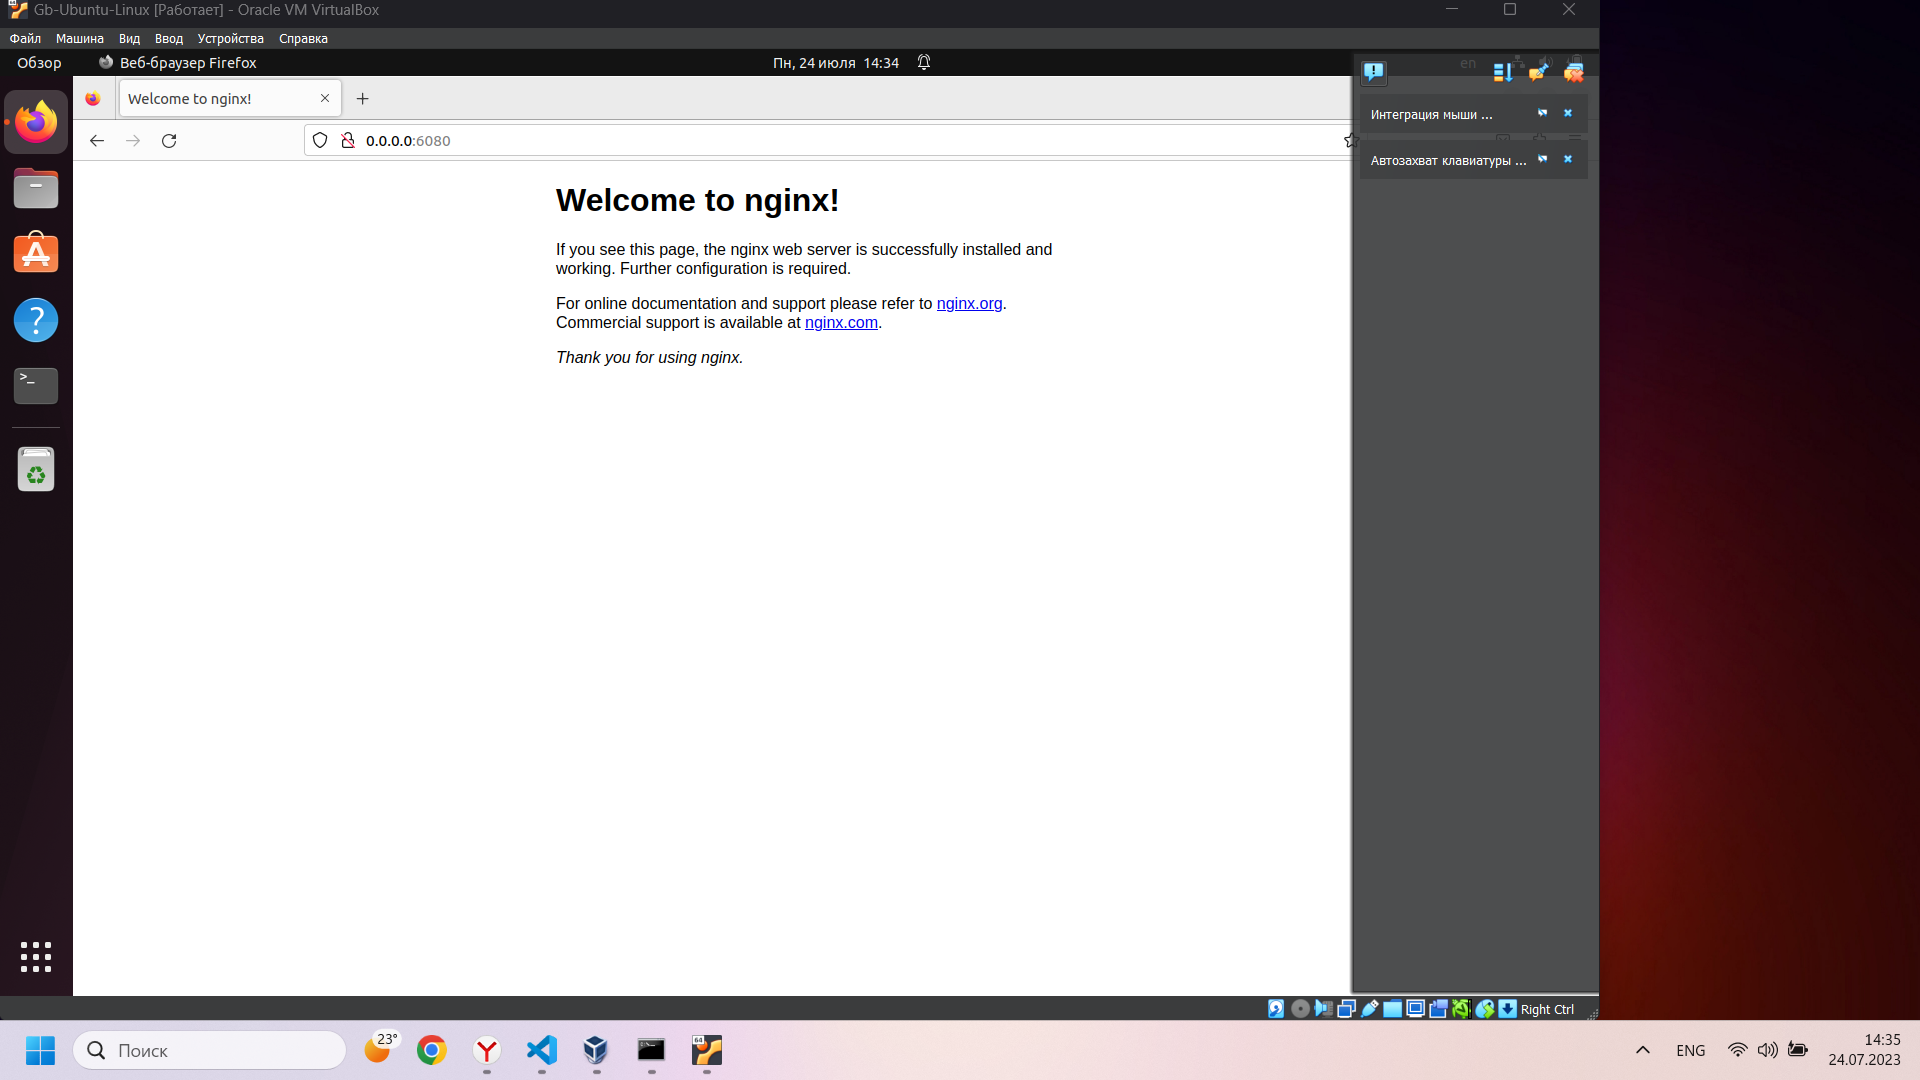 Gb-Ubuntu-Linux [Работает] - Oracle VM VirtualBox
Файл Машина Вид Ввод Устройства Справка
Обзор Веб-браузер Firefox Пн, 24 июля 14:34 en
Welcome to nginx!
0.0.0.0:6080
Интеграция мыши ...
Автозахват клавиатуры ...
Welcome to nginx!
If you see this page, the nginx web server is successfully installed and
working. Further configuration is required.
For online documentation and support please refer to nginx.org.
Commercial support is available at nginx.com.
Thank you for using nginx.
Right Ctrl
Поиск
23°
64
ENG
14:35
24.07.2023